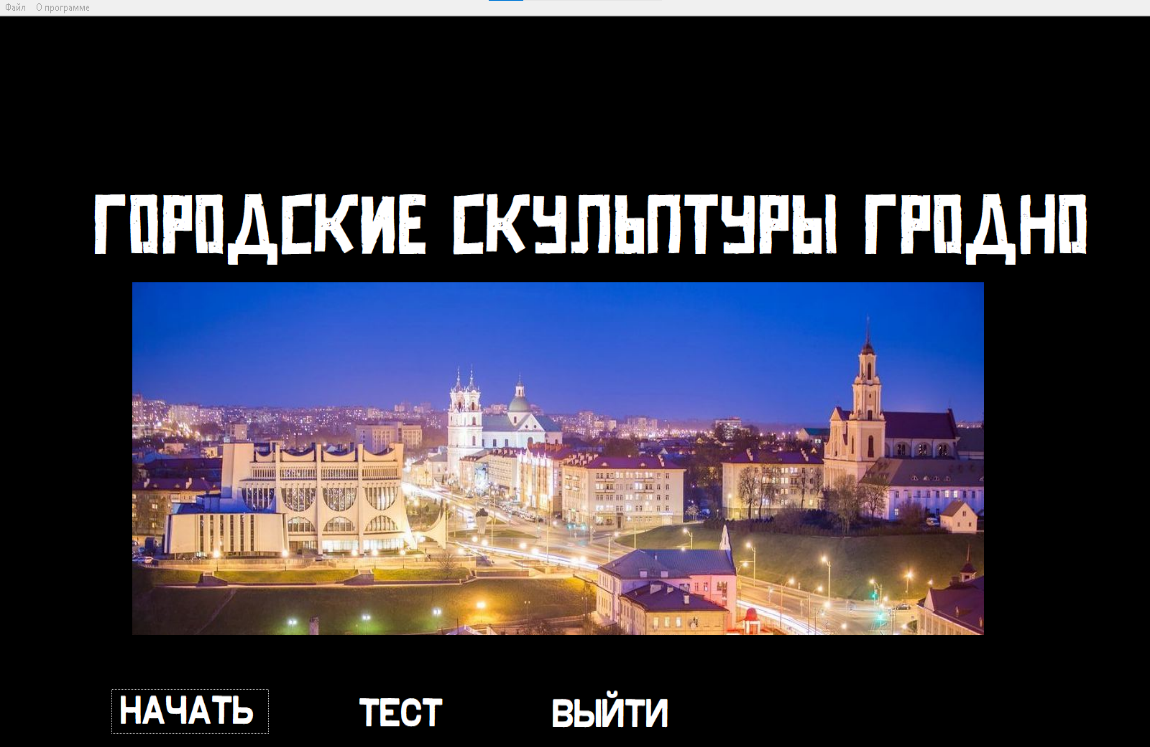 Файл О программе
ГОРОДСКИЕ СКУЛЬПТУРЫ ГРОДНО
НАЧАТЬ ТЕСТ ВЫЙТИ